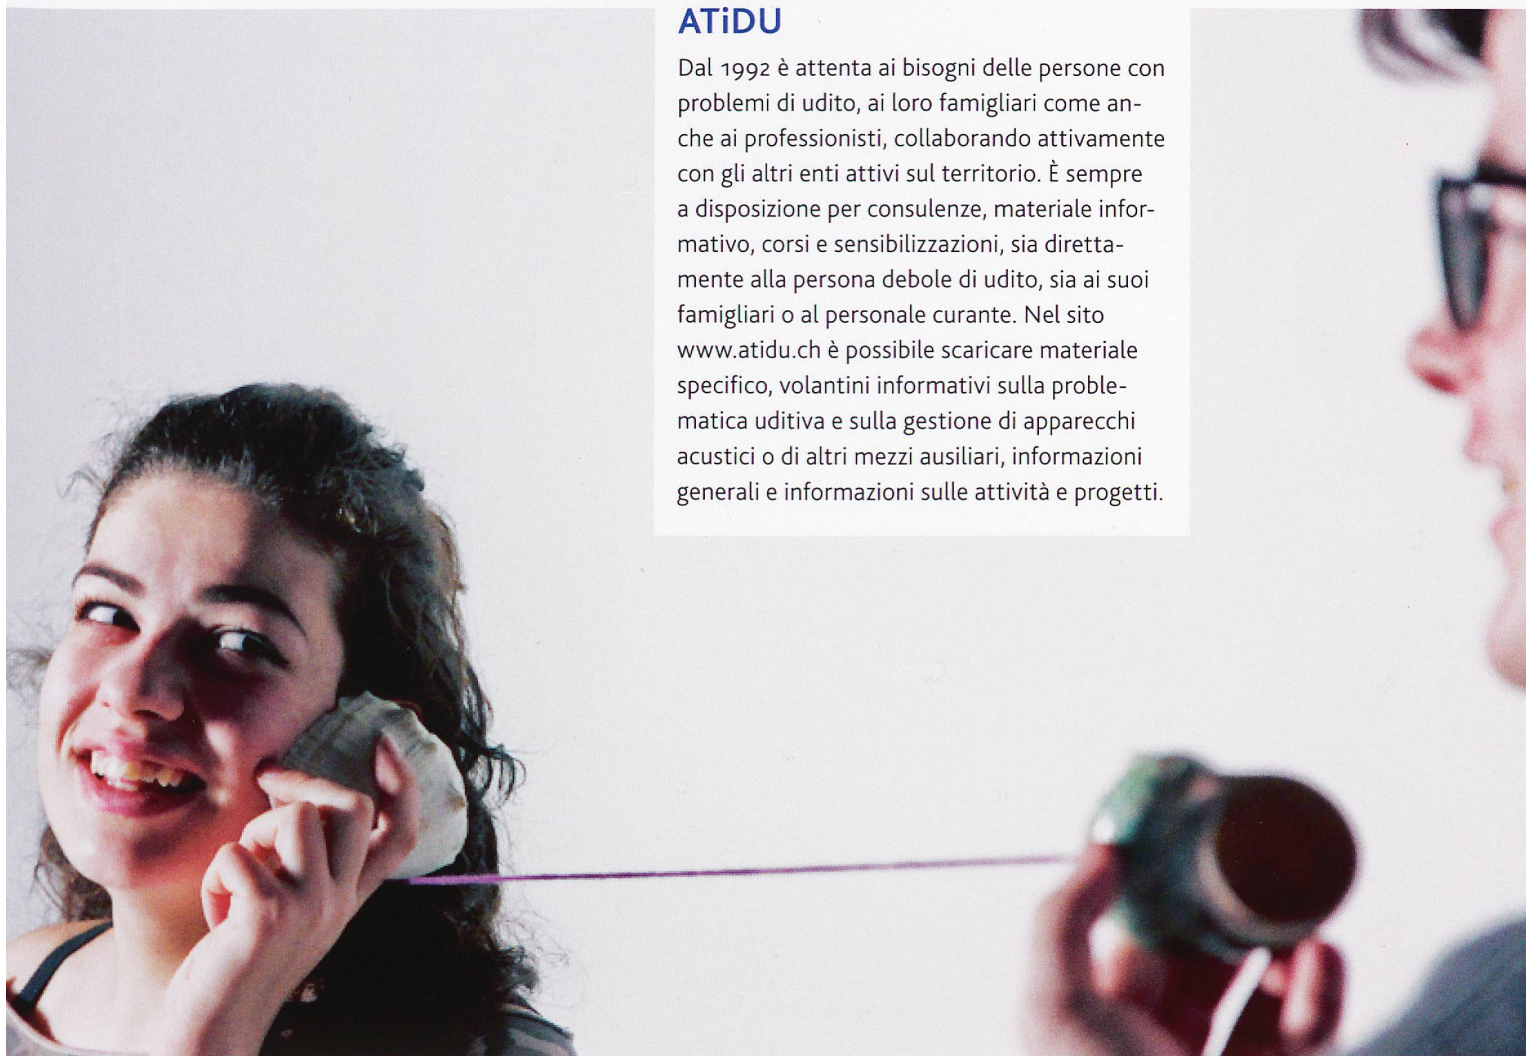 ATiDU
Dal 1992 è attenta ai bisogni delle persone con
problemi di udito, ai loro famigliari come an-
che ai professionisti, collaborando attivamente
con gli altri enti attivi sul territorio. È sempre
a disposizione per consulenze, materiale infor-
mativo, corsi e sensibilizzazioni, sia diretta-
mente alla persona debole di udito, sia ai suoi
famigliari o al personale curante. Nel sito
www.atidu.ch è possibile scaricare materiale
specifico, volantini informativi sulla proble-
matica uditiva e sulla gestione di apparecchi
acustici o di altri mezzi ausiliari, informazioni
generali e informazioni sulle attività e progetti.